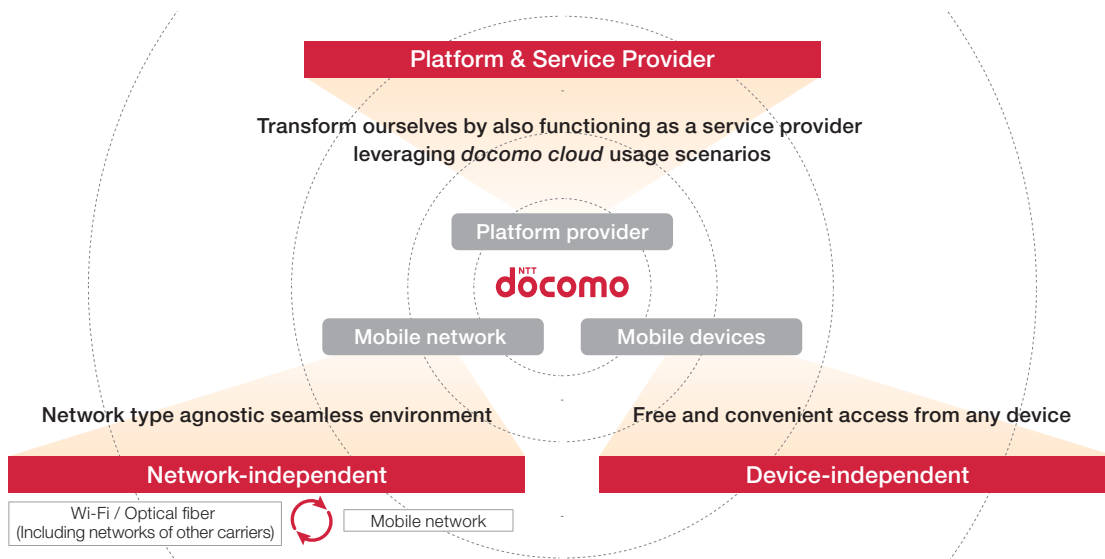 Platform & Service Provider
Transform ourselves by also functioning as a service provider
leveraging docomo cloud usage scenarios
Platform provider
NTT
docomo
Mobile network
Mobile devices
Network type agnostic seamless environment
Free and convenient access from any device
Network-independent
Device-independent
Wi-Fi / Optical fiber
(Including networks of other carriers)
Mobile network